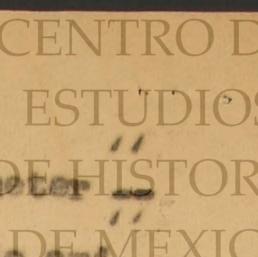 CENTRO D
ESTUDIOS
DE HISTOR
DE MEXIC